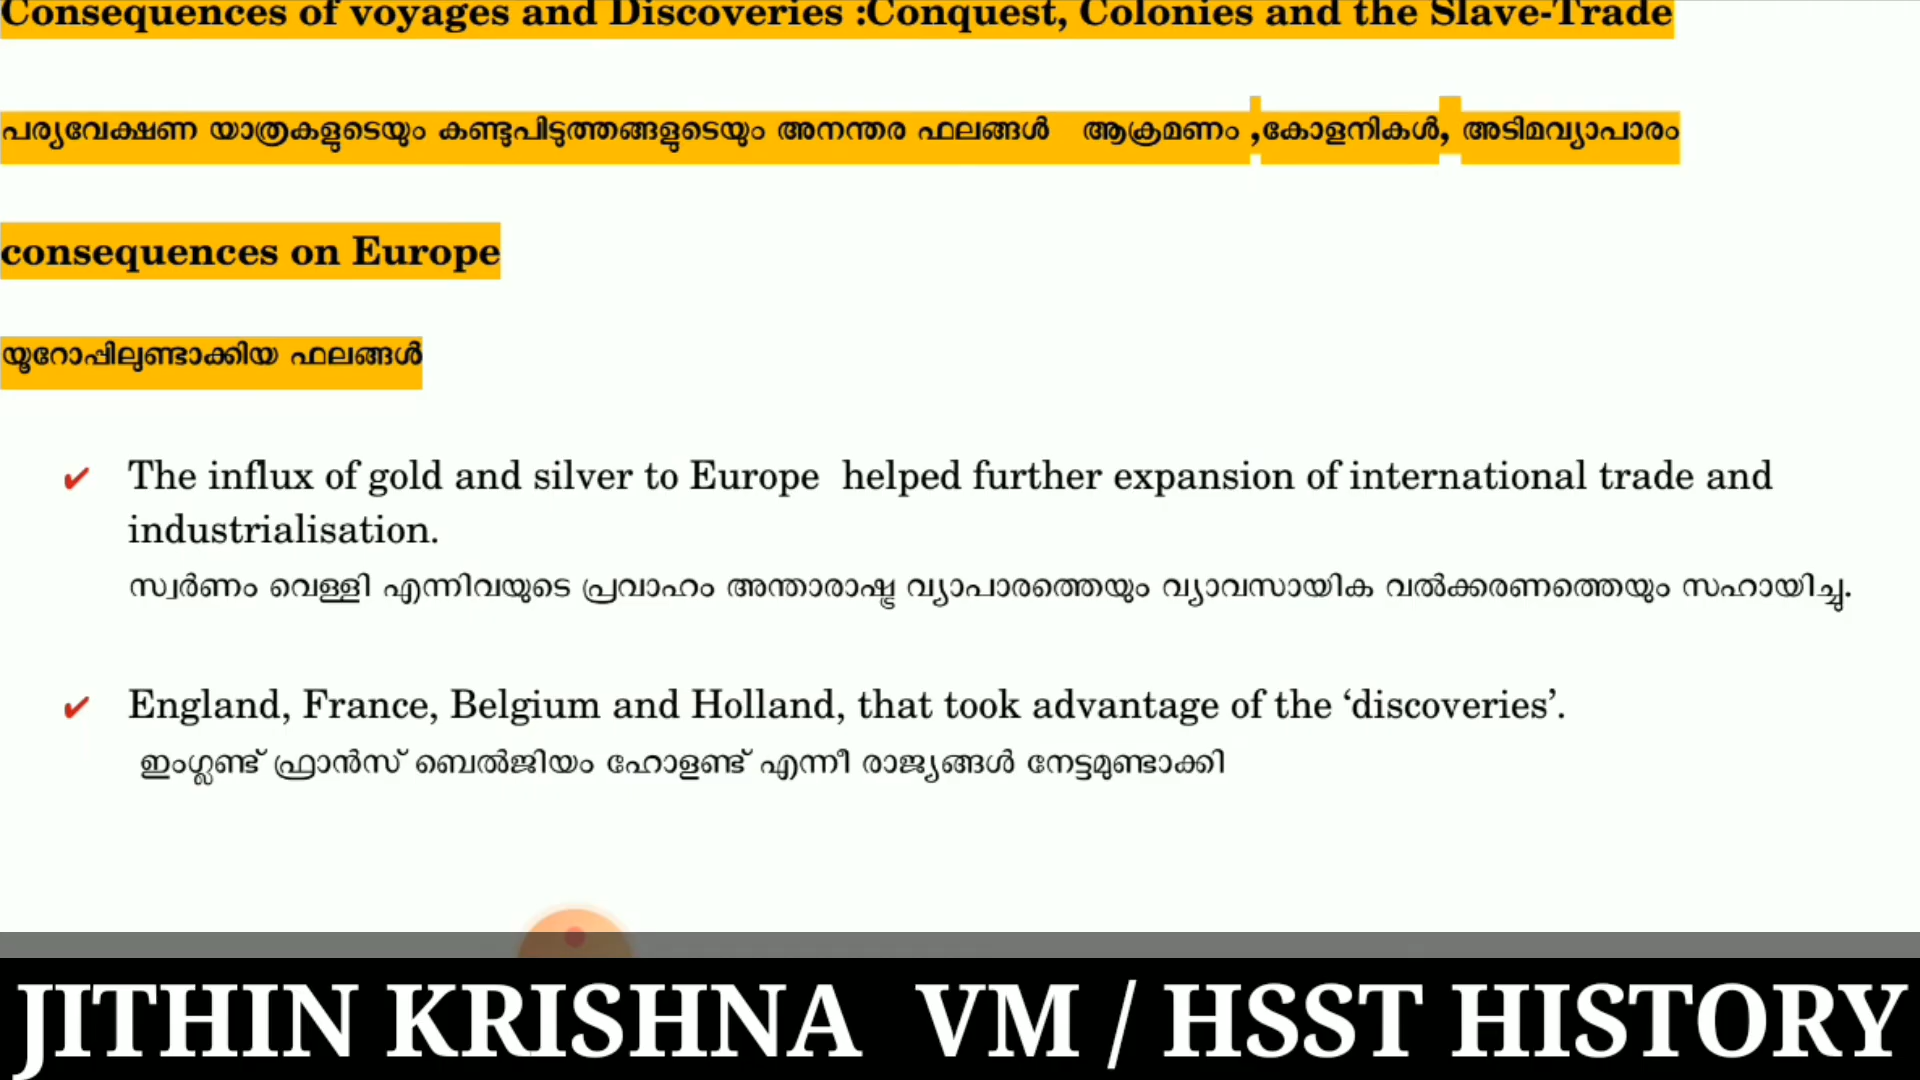 Consequences of voyages and Discoveries :Conquest, Colonies and the Slave-Trade
പര്യവേക്ഷണ യാത്രകളുടെയും കണ്ടുപിടുത്തങ്ങളുടെയും അനന്തര ഫലങ്ങൾ ആക്രമണം ,കോളനികൾ, അടിമവ്യാപാരം
consequences on Europe
യൂറോപ്പിലുണ്ടാക്കിയ ഫലങ്ങൾ
✔ The influx of gold and silver to Europe helped further expansion of international trade and
industrialisation.
സ്വർണം വെള്ളി എന്നിവയുടെ പ്രവാഹം അന്താരാഷ്ട്ര വ്യാപാരത്തെയും വ്യാവസായിക വൽക്കരണത്തെയും സഹായിച്ചു.
✔ England, France, Belgium and Holland, that took advantage of the ‘discoveries’.
ഇംഗ്ലണ്ട് ഫ്രാൻസ് ബെൽജിയം ഹോളണ്ട് എന്നീ രാജ്യങ്ങൾ നേട്ടമുണ്ടാക്കി
JITHIN KRISHNA VM / HSST HISTORY